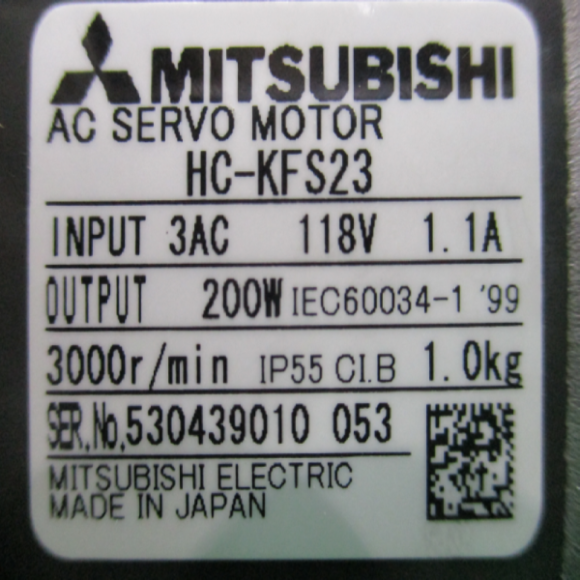 MITSUBISHI
AC SERVO MOTOR
HC-KFS23
INPUT 3AC 118V 1.1A
OUTPUT 200W IEC60034-1 '99
3000r/min IP55 CI.B 1.0kg
SER.No.530439010 053
MITSUBISHI ELECTRIC
MADE IN JAPAN